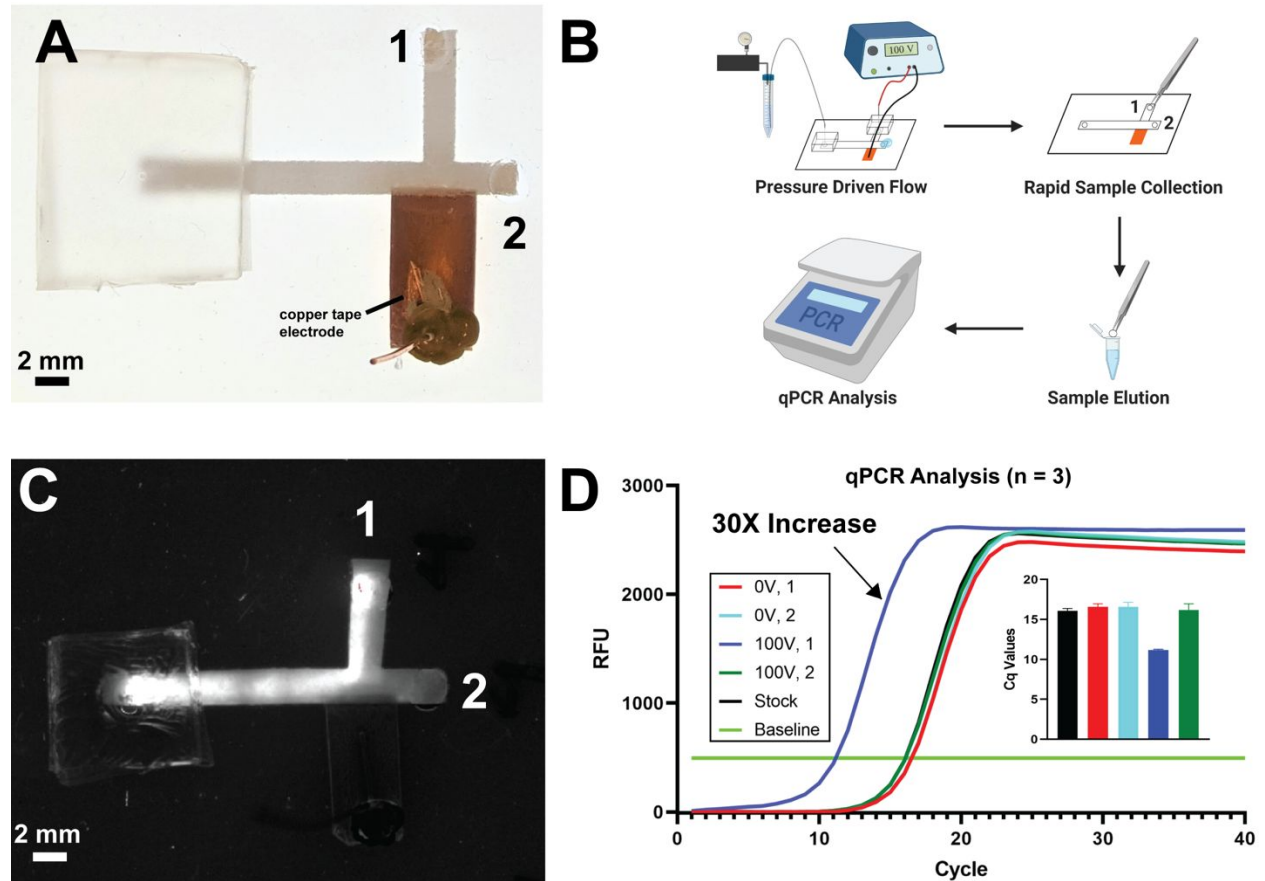 A
1
2
copper tape
electrode
2 mm
B
100 V
1
2
Pressure Driven Flow
Rapid Sample Collection
PCR
qPCR Analysis
Sample Elution
C
1
2
2 mm
D
qPCR Analysis (n = 3)
30X Increase
RFU
3000
2000
1000
0
0V, 1
0V, 2
100V, 1
100V, 2
Stock
Baseline
Cq Values
20
15
10
5
0
0
10
20
30
40
Cycle